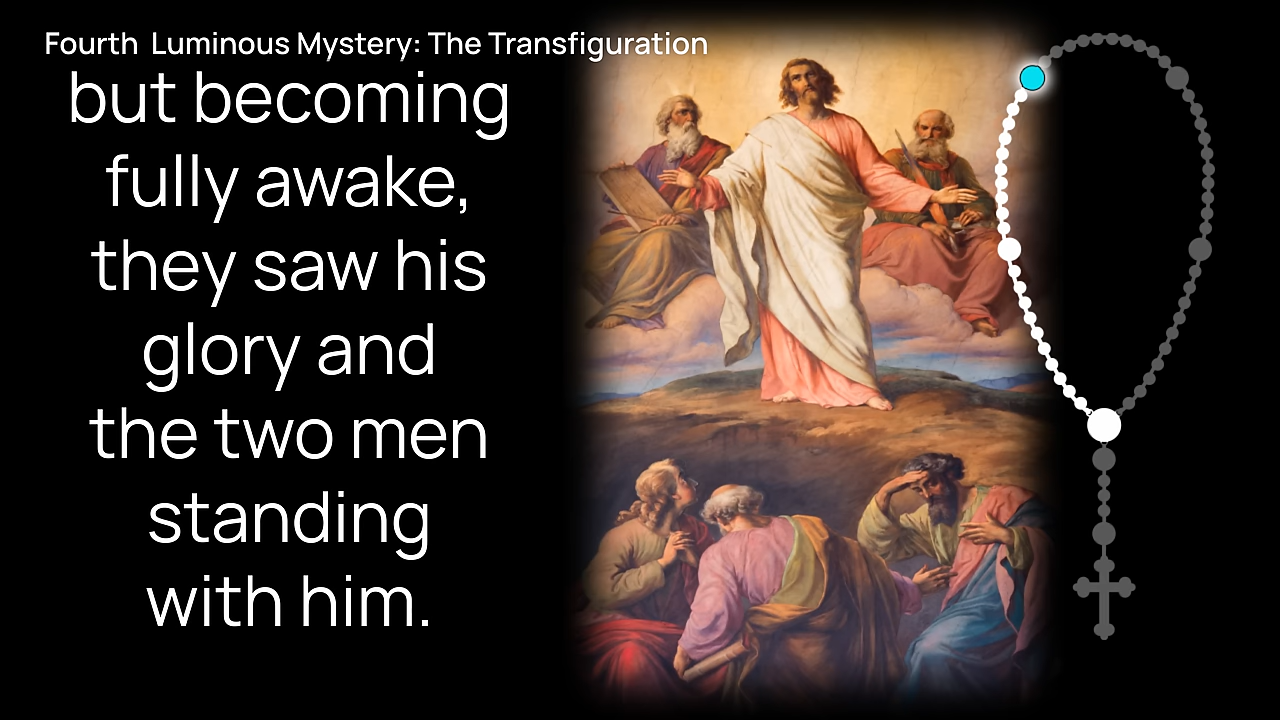 Fourth  Luminous Mystery: The Transfiguration
but becoming
fully awake,
they saw his
glory and
the two men
standing
with him.